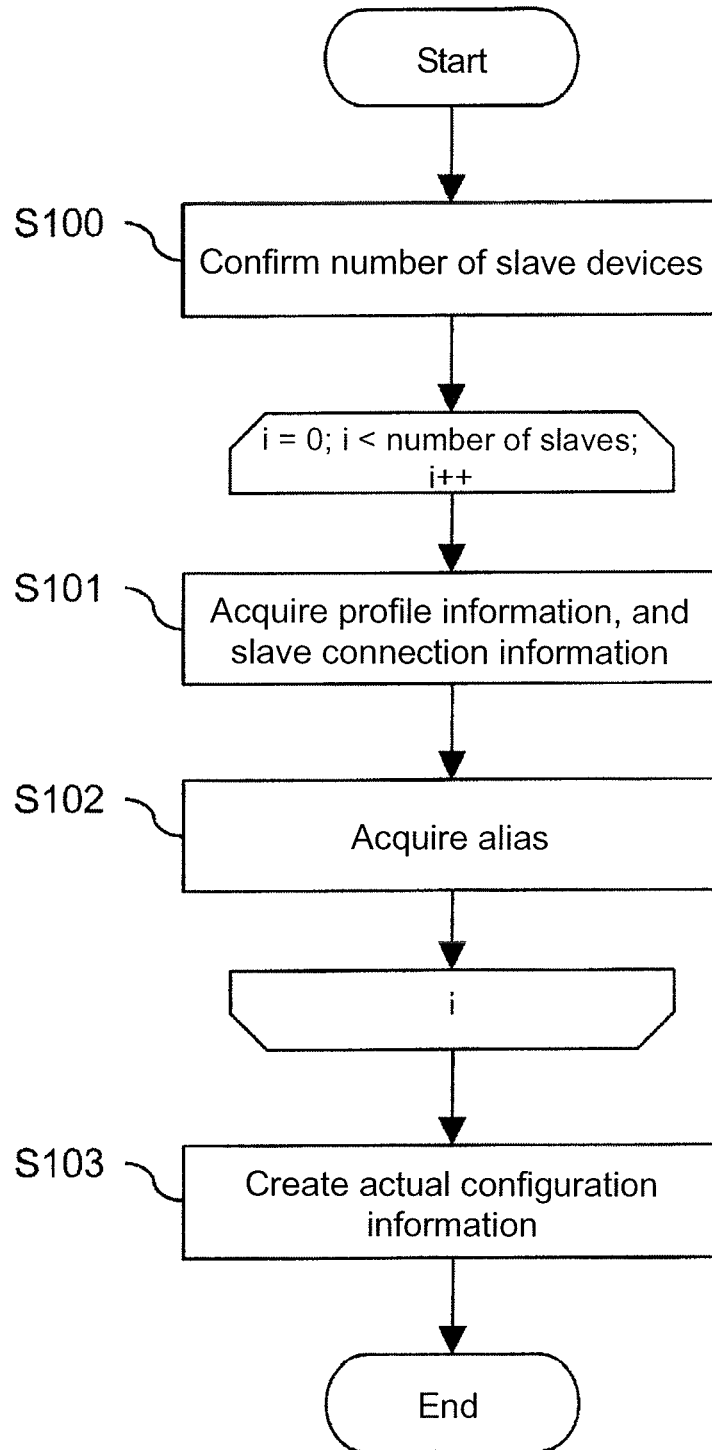 Start
S100
Confirm number of slave devices
i = 0; i < number of slaves;
i++
S101
Acquire profile information, and
slave connection information
S102
Acquire alias
i
S103
Create actual configuration
information
End